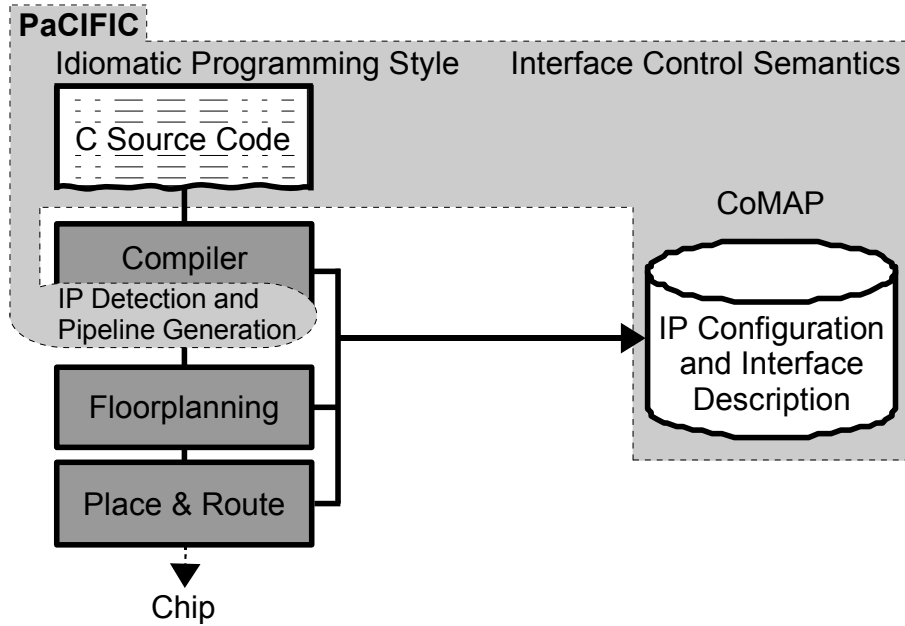 PaCIFIC
Idiomatic Programming Style
Interface Control Semantics
C Source Code
CoMAP
Compiler
IP Detection and
Pipeline Generation
IP Configuration
and Interface
Description
Floorplanning
Place & Route
Chip